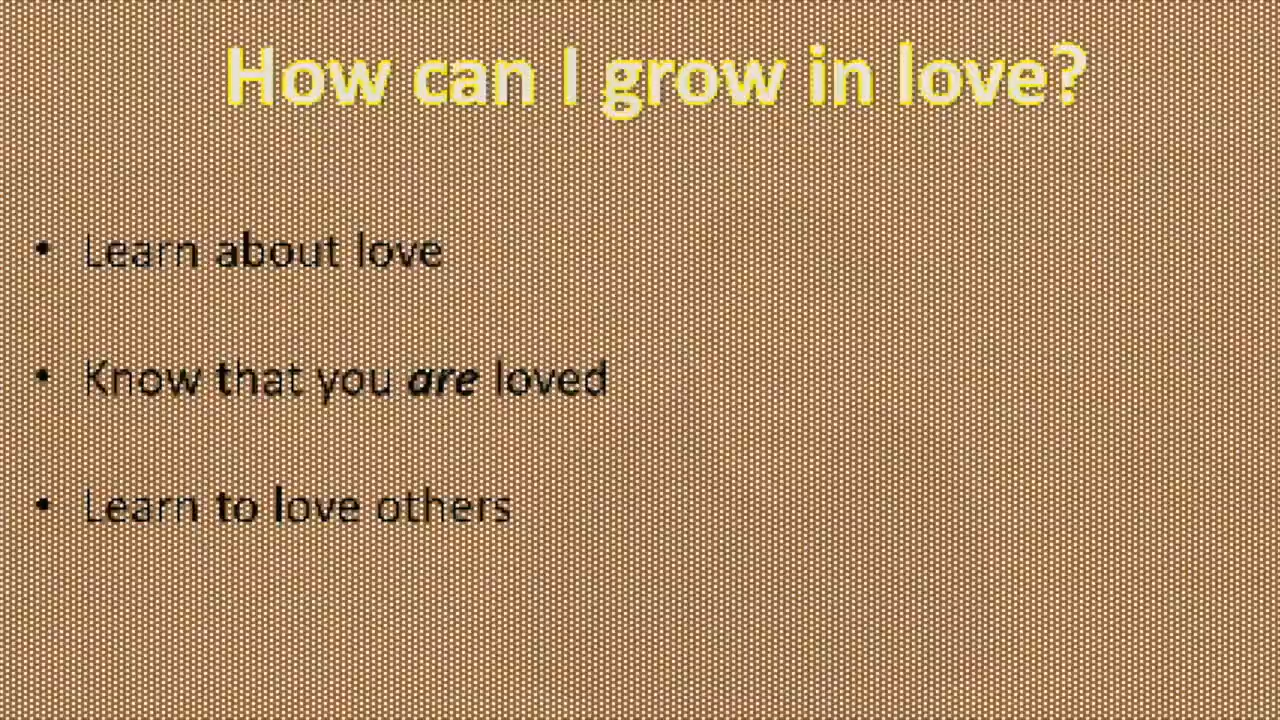 How can I grow in love?
• Learn about love
• Know that you are loved
• Learn to love others